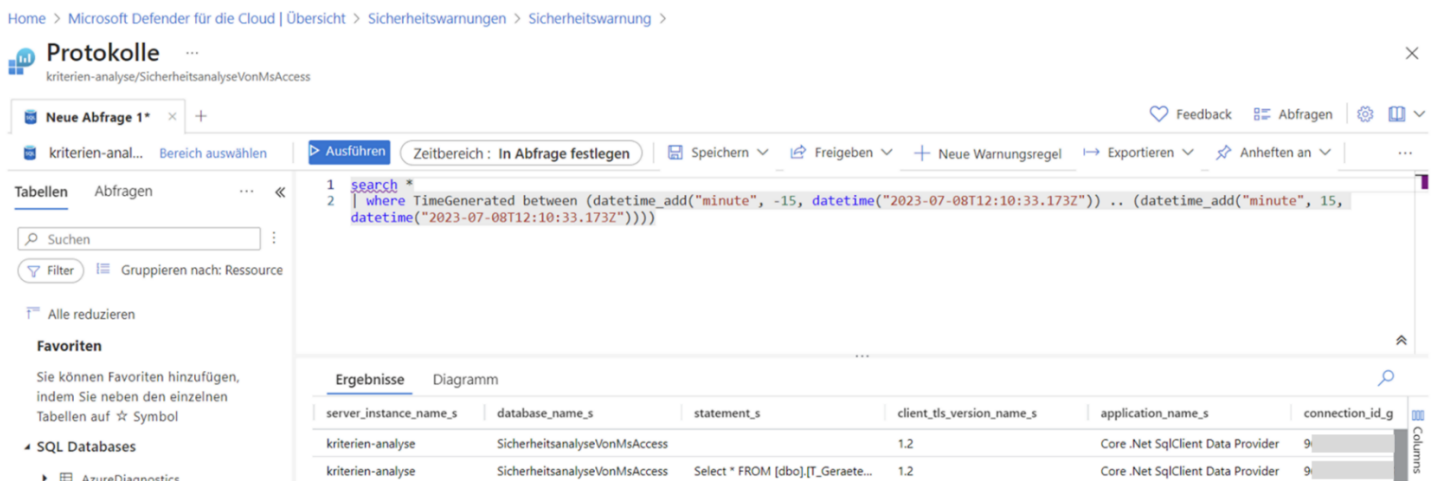 Home > Microsoft Defender für die Cloud | Übersicht > Sicherheitswarnungen > Sicherheitswarnung >
Protokolle ...
kriterien-analyse/SicherheitsanalyseVonMsAccess
Neue Abfrage 1* × +
Feedback Abfragen
kriterien-anal... Bereich auswählen
Ausführen Zeitbereich : In Abfrage festlegen Speichern Freigeben + Neue Warnungsregel Exportieren Anheften an ...
Tabellen Abfragen ... «
1 search *
2 | where TimeGenerated between (datetime_add("minute", -15, datetime("2023-07-08T12:10:33.173Z")) .. (datetime_add("minute", 15,
datetime("2023-07-08T12:10:33.173Z"))))
Suchen
Filter Gruppieren nach: Ressource
Alle reduzieren
Favoriten
Sie können Favoriten hinzufügen,
indem Sie neben den einzelnen
Tabellen auf ☆ Symbol
SQL Databases
AzureDiagnostics
...
Ergebnisse Diagramm
server_instance_name_s database_name_s statement_s client_tls_version_name_s application_name_s connection_id_g
kriterien-analyse SicherheitsanalyseVonMsAccess 1.2 Core .Net SqlClient Data Provider 9
kriterien-analyse SicherheitsanalyseVonMsAccess Select * FROM [dbo].[T_Geraete... 1.2 Core .Net SqlClient Data Provider 9
Columns